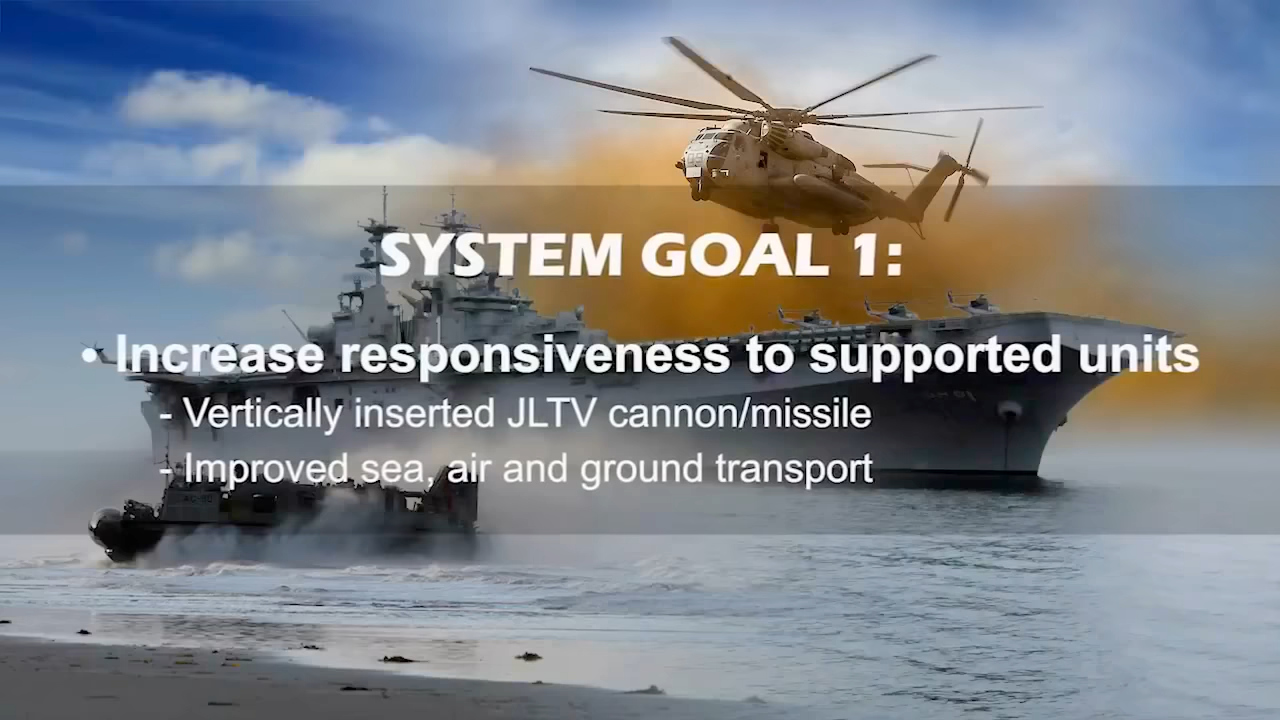 SYSTEM GOAL 1:
• Increase responsiveness to supported units
- Vertically inserted JLTV cannon/missile
- Improved sea, air and ground transport